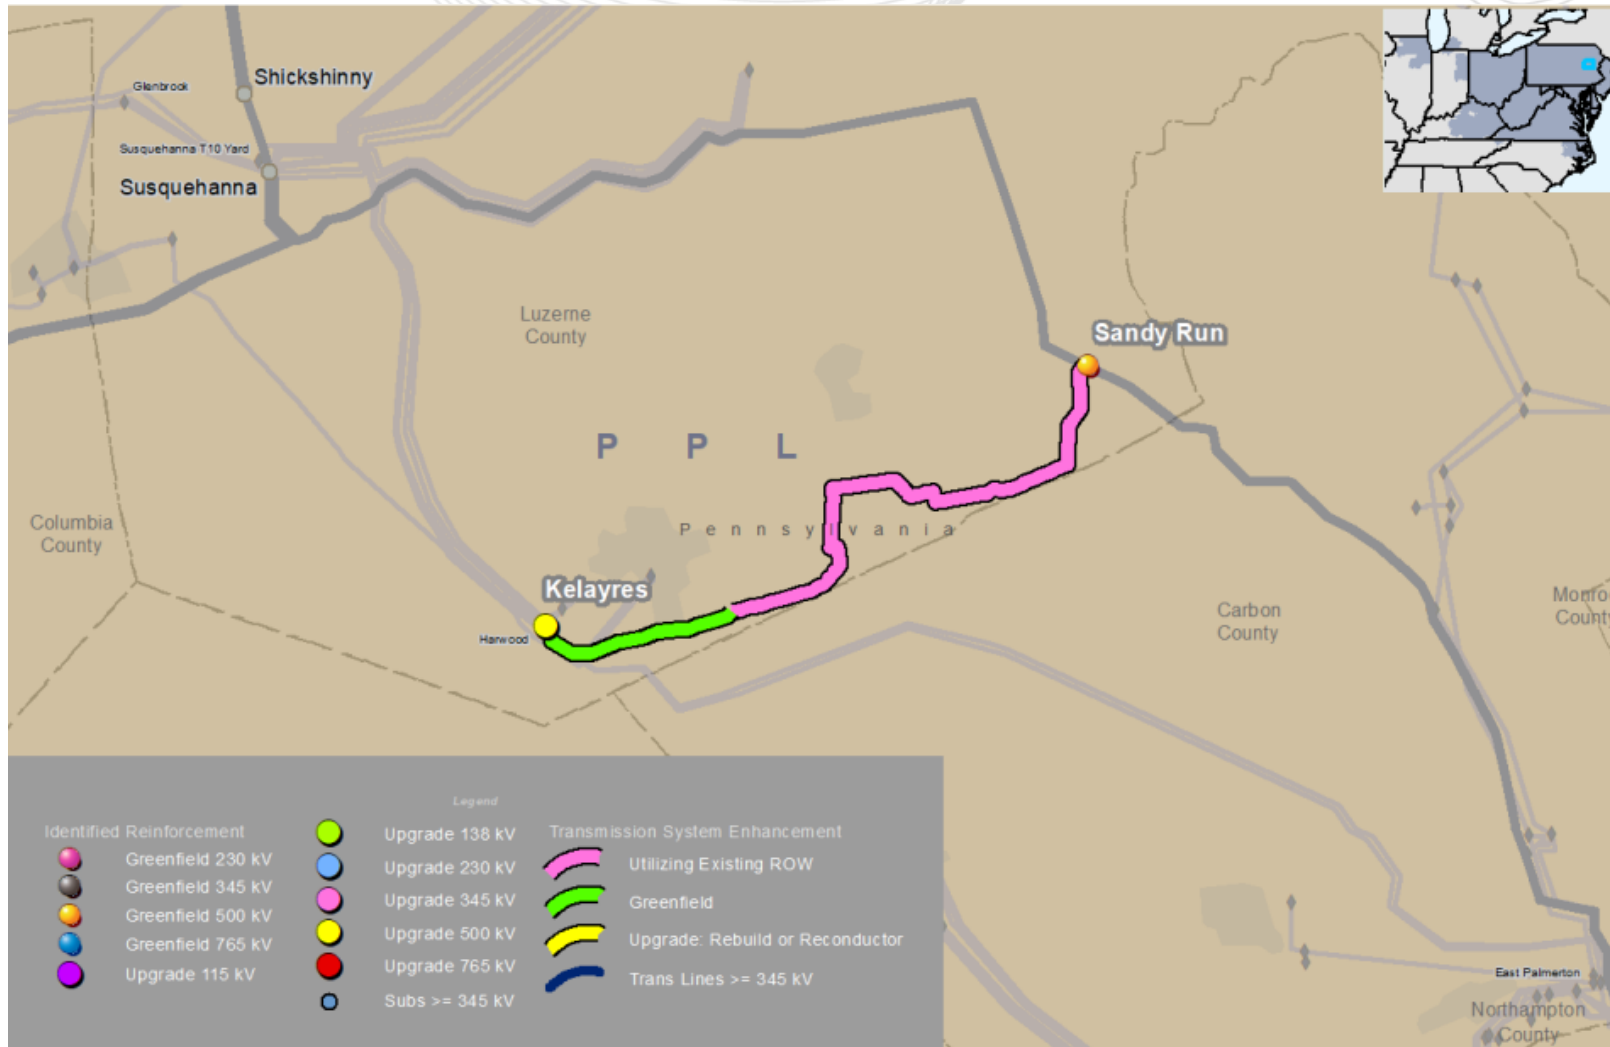 Glenbrook
Shickshinny
Susquehanna T10 Yard
Susquehanna
Luzerne
County
Sandy Run
P P L
Pennsylvania
Columbia
County
Kelayres
Harwood
Carbon
County
Monro
County
Legend
Identified Reinforcement
Greenfield 230 kV
Greenfield 345 kV
Greenfield 500 kV
Greenfield 765 kV
Upgrade 115 kV
Upgrade 138 kV
Upgrade 230 kV
Upgrade 345 kV
Upgrade 500 kV
Upgrade 765 kV
Subs >= 345 kV
Transmission System Enhancement
Utilizing Existing ROW
Greenfield
Upgrade: Rebuild or Reconductor
Trans Lines >= 345 kV
East Palmerton
Northampton
County